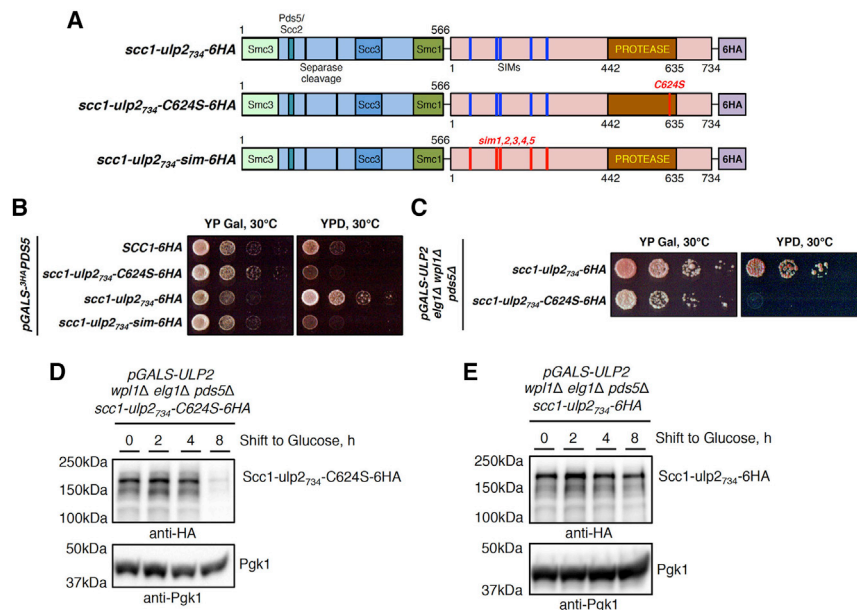 A
1
Pds5/
Scc2
566
scc1-ulp2734-6HA
Smc3
Scc3
Smc1
PROTEASE
6HA
Separase
cleavage
1
SIMs
442
635
734
1
566
C624S
scc1-ulp2734-C624S-6HA
Smc3
Scc3
Smc1
PROTEASE
6HA
1
442
635
734
1
566
sim1,2,3,4,5
scc1-ulp2734-sim-6HA
Smc3
Scc3
Smc1
PROTEASE
6HA
1
442
635
734
B
YP Gal, 30°C
YPD, 30°C
pGALS-3HAPDS5
SCC1-6HA
scc1-ulp2734-C624S-6HA
scc1-ulp2734-6HA
scc1-ulp2734-sim-6HA
C
YP Gal, 30°C
YPD, 30°C
pGALS-ULP2
elg1Δ wpl1Δ
pds5Δ
scc1-ulp2734-6HA
scc1-ulp2734-C624S-6HA
D
pGALS-ULP2
wpl1Δ elg1Δ pds5Δ
scc1-ulp2734-C624S-6HA
0 2 4 8 Shift to Glucose, h
250kDa
150kDa
100kDa
Scc1-ulp2734-C624S-6HA
anti-HA
50kDa
37kDa
Pgk1
anti-Pgk1
E
pGALS-ULP2
wpl1Δ elg1Δ pds5Δ
scc1-ulp2734-6HA
0 2 4 8 Shift to Glucose, h
250kDa
150kDa
100kDa
Scc1-ulp2734-6HA
anti-HA
50kDa
37kDa
Pgk1
anti-Pgk1